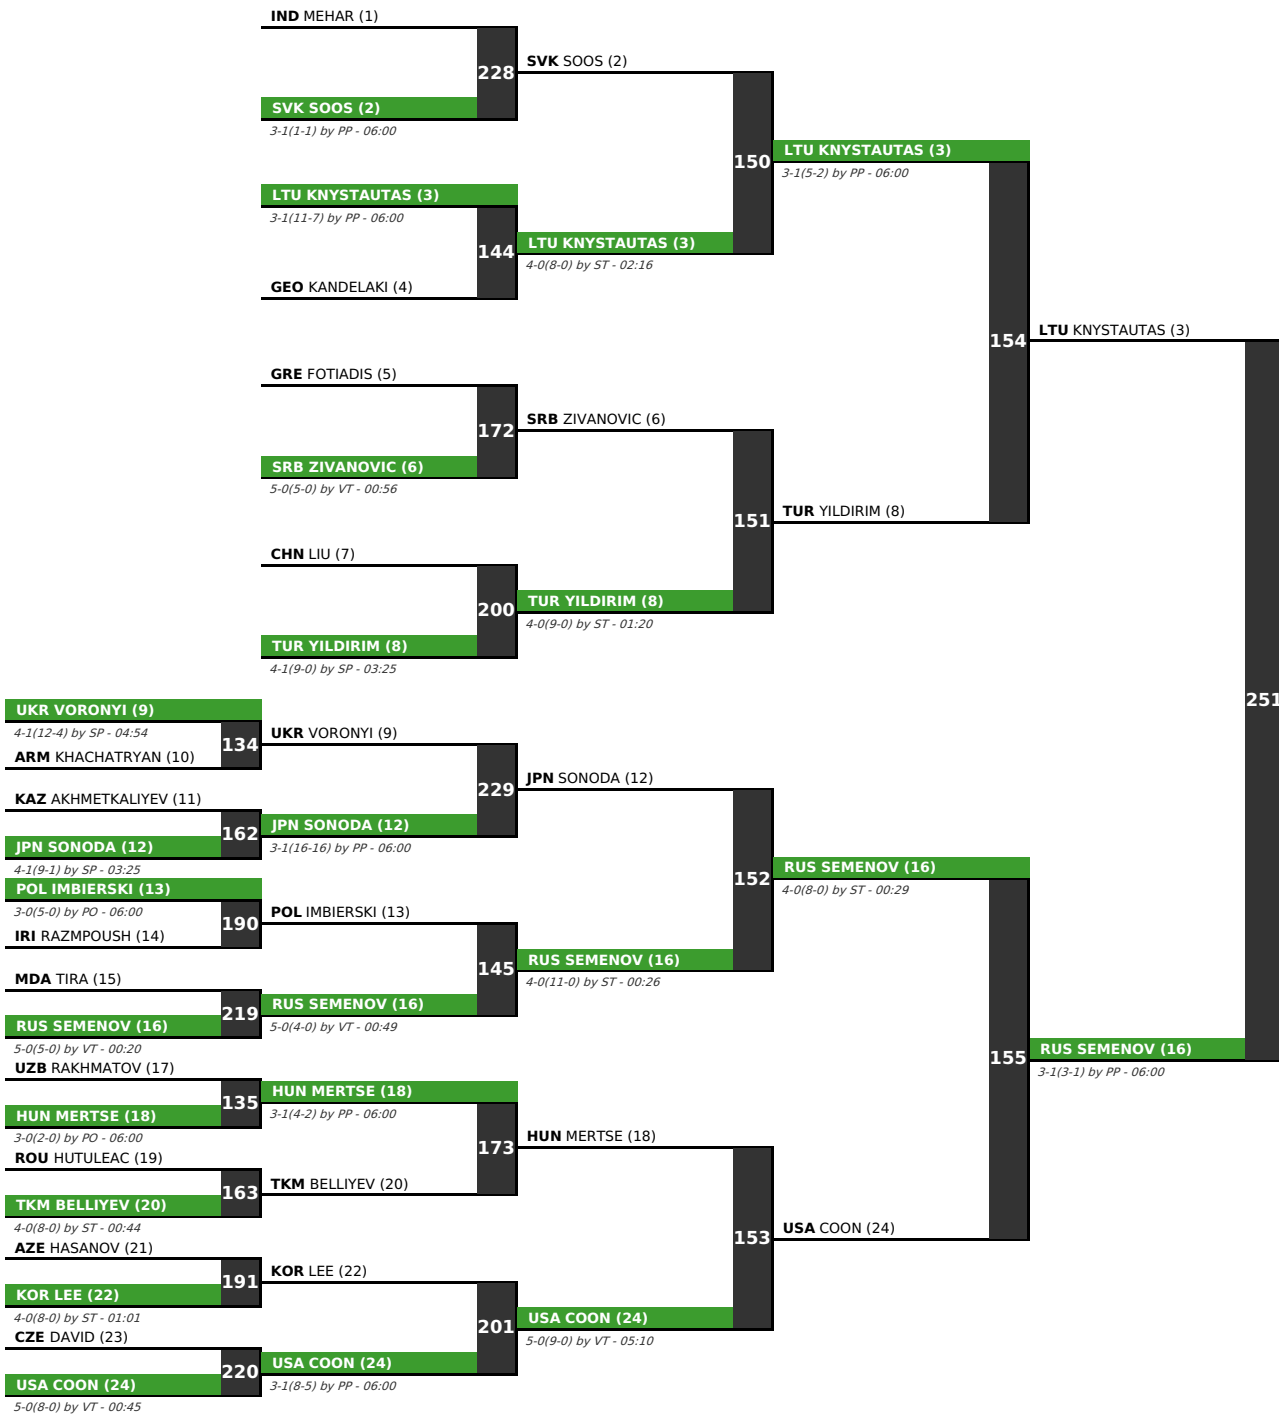 IND MEHAR (1)
228
SVK SOOS (2)
3-1(1-1) by PP - 06:00
LTU KNYSTAUTAS (3)
3-1(11-7) by PP - 06:00
144
GEO KANDELAKI (4)
GRE FOTIADIS (5)
172
SRB ZIVANOVIC (6)
5-0(5-0) by VT - 00:56
CHN LIU (7)
200
TUR YILDIRIM (8)
4-1(9-0) by SP - 03:25
UKR VORONYI (9)
4-1(12-4) by SP - 04:54
134
ARM KHACHATRYAN (10)
KAZ AKHMETKALIYEV (11)
162
JPN SONODA (12)
4-1(9-1) by SP - 03:25
POL IMBIERSKI (13)
3-0(5-0) by PO - 06:00
190
IRI RAZMPOUSH (14)
MDA TIRA (15)
219
RUS SEMENOV (16)
5-0(5-0) by VT - 00:20
UZB RAKHMATOV (17)
135
HUN MERTSE (18)
3-0(2-0) by PO - 06:00
ROU HUTULEAC (19)
163
TKM BELLIYEV (20)
4-0(8-0) by ST - 00:44
AZE HASANOV (21)
191
KOR LEE (22)
4-0(8-0) by ST - 01:01
CZE DAVID (23)
220
USA COON (24)
5-0(8-0) by VT - 00:45
UKR VORONYI (9)
229
JPN SONODA (12)
3-1(16-16) by PP - 06:00
POL IMBIERSKI (13)
145
RUS SEMENOV (16)
5-0(4-0) by VT - 00:49
HUN MERTSE (18)
3-1(4-2) by PP - 06:00
173
TKM BELLIYEV (20)
KOR LEE (22)
201
USA COON (24)
3-1(8-5) by PP - 06:00
SVK SOOS (2)
150
LTU KNYSTAUTAS (3)
4-0(8-0) by ST - 02:16
SRB ZIVANOVIC (6)
151
TUR YILDIRIM (8)
4-0(9-0) by ST - 01:20
JPN SONODA (12)
152
RUS SEMENOV (16)
4-0(11-0) by ST - 00:26
HUN MERTSE (18)
153
USA COON (24)
5-0(9-0) by VT - 05:10
LTU KNYSTAUTAS (3)
3-1(5-2) by PP - 06:00
154
TUR YILDIRIM (8)
RUS SEMENOV (16)
4-0(8-0) by ST - 00:29
155
USA COON (24)
LTU KNYSTAUTAS (3)
251
RUS SEMENOV (16)
3-1(3-1) by PP - 06:00